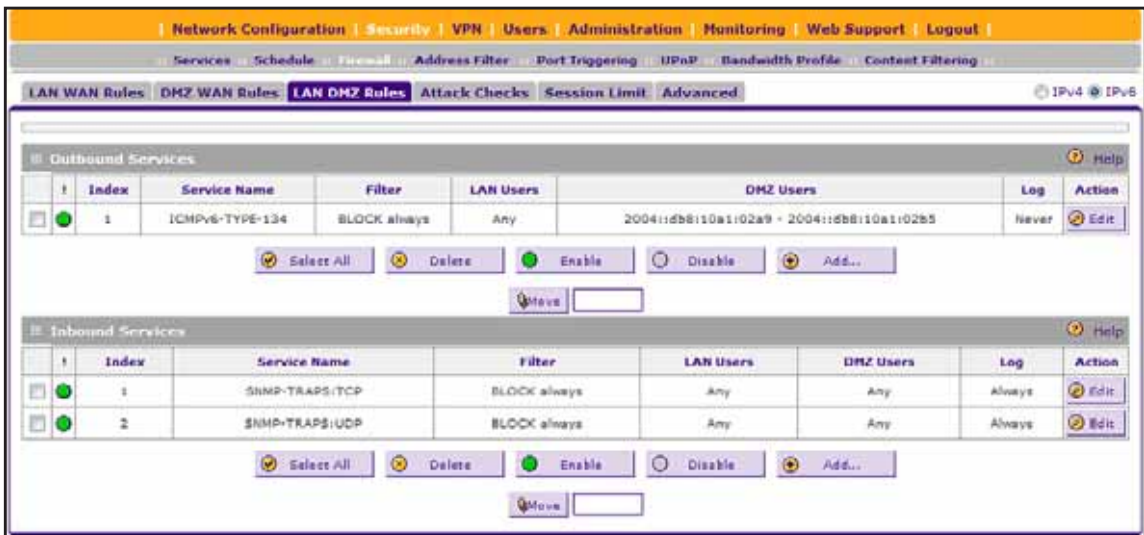 Network Configuration | Security | VPN | Users | Administration | Monitoring | Web Support | Logout |
Services :: Schedule :: Firewall :: Address Filter :: Port Triggering :: UPnP :: Bandwidth Profile :: Content Filtering ::
LAN WAN Rules DMZ WAN Rules LAN DMZ Rules Attack Checks Session Limit Advanced IPv4 IPv6
Outbound Services Help
! Index Service Name Filter LAN Users DMZ Users Log Action
1 ICMPv6-TYPE-134 BLOCK always Any 2004::db8:10a1:02a9 - 2004::db8:10a1:02b5 Never Edit
Select All Delete Enable Disable Add...
Move
Inbound Services Help
! Index Service Name Filter LAN Users DMZ Users Log Action
1 SNMP-TRAPS:TCP BLOCK always Any Any Always Edit
2 SNMP-TRAPS:UDP BLOCK always Any Any Always Edit
Select All Delete Enable Disable Add...
Move